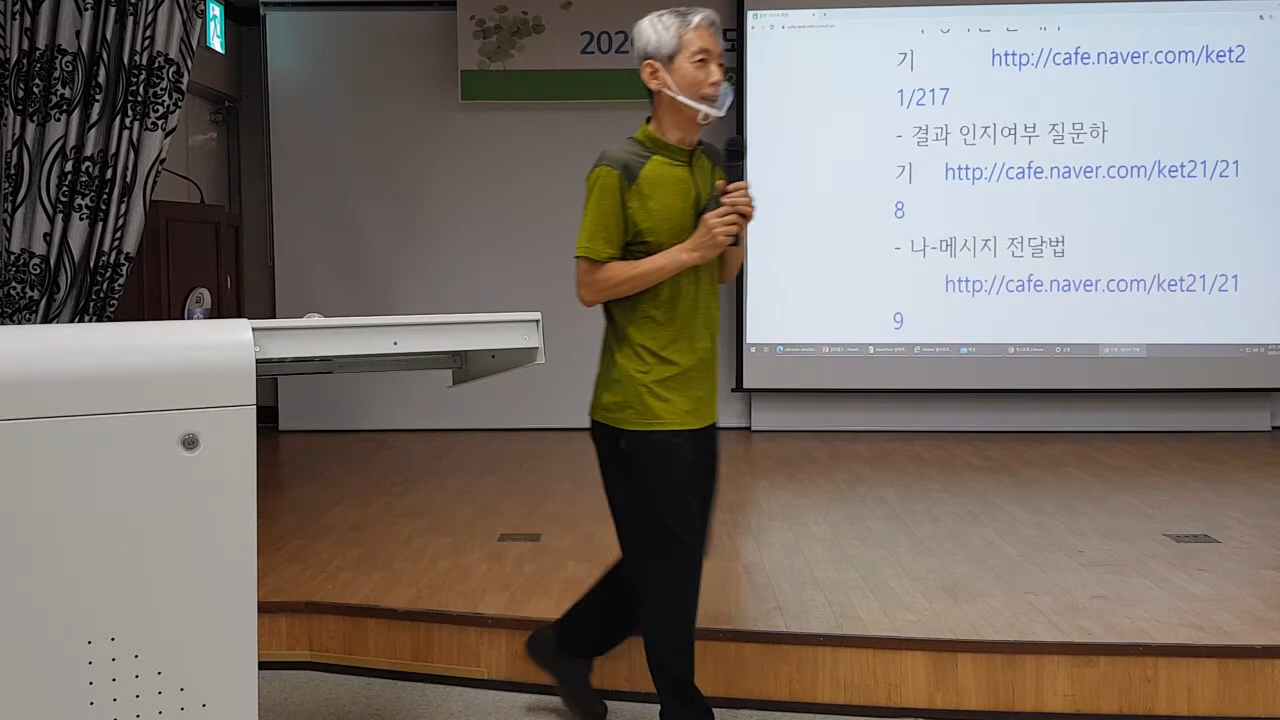 202
기 http://cafe.naver.com/ket2
1/217
- 결과 인지여부 질문하
기 http://cafe.naver.com/ket21/21
8
- 나-메시지 전달법
http://cafe.naver.com/ket21/21
9